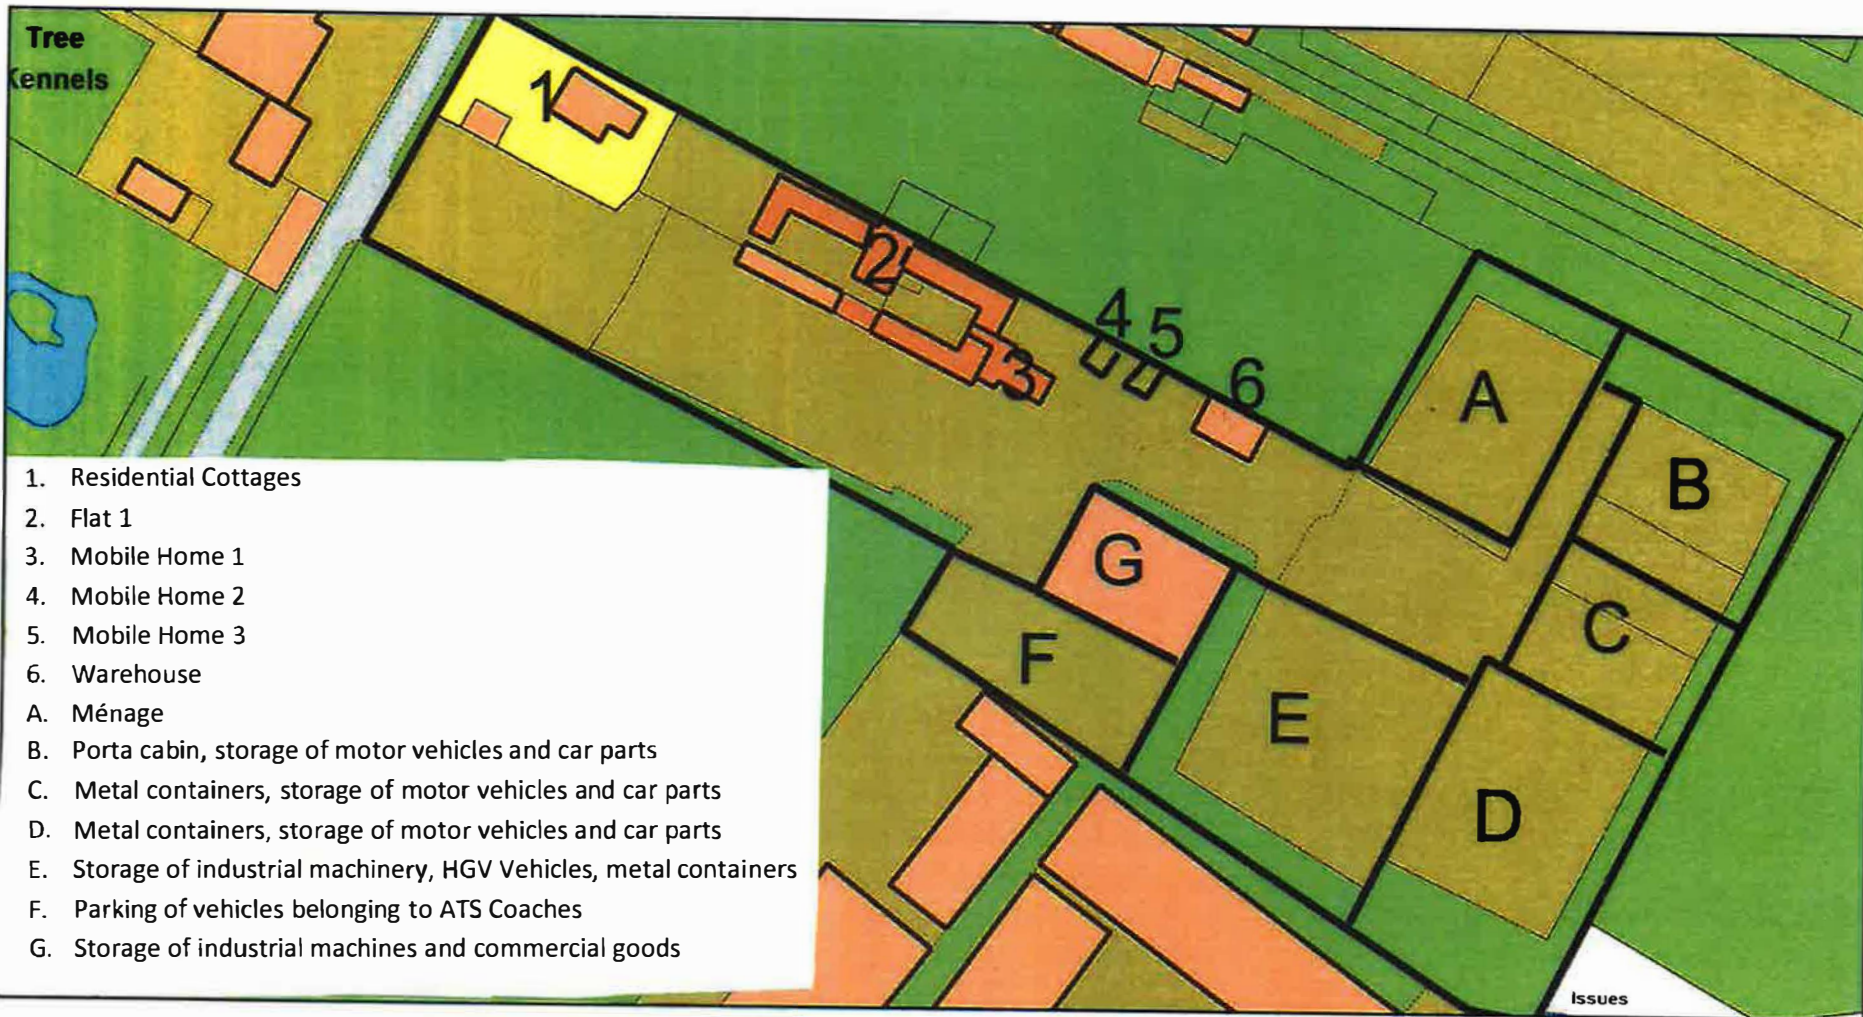 Tree
Kennels
1
2
3
4
5
6
A
B
C
D
E
F
G
1. Residential Cottages
2. Flat 1
3. Mobile Home 1
4. Mobile Home 2
5. Mobile Home 3
6. Warehouse
A. Ménage
B. Porta cabin, storage of motor vehicles and car parts
C. Metal containers, storage of motor vehicles and car parts
D. Metal containers, storage of motor vehicles and car parts
E. Storage of industrial machinery, HGV Vehicles, metal containers
F. Parking of vehicles belonging to ATS Coaches
G. Storage of industrial machines and commercial goods
Issues